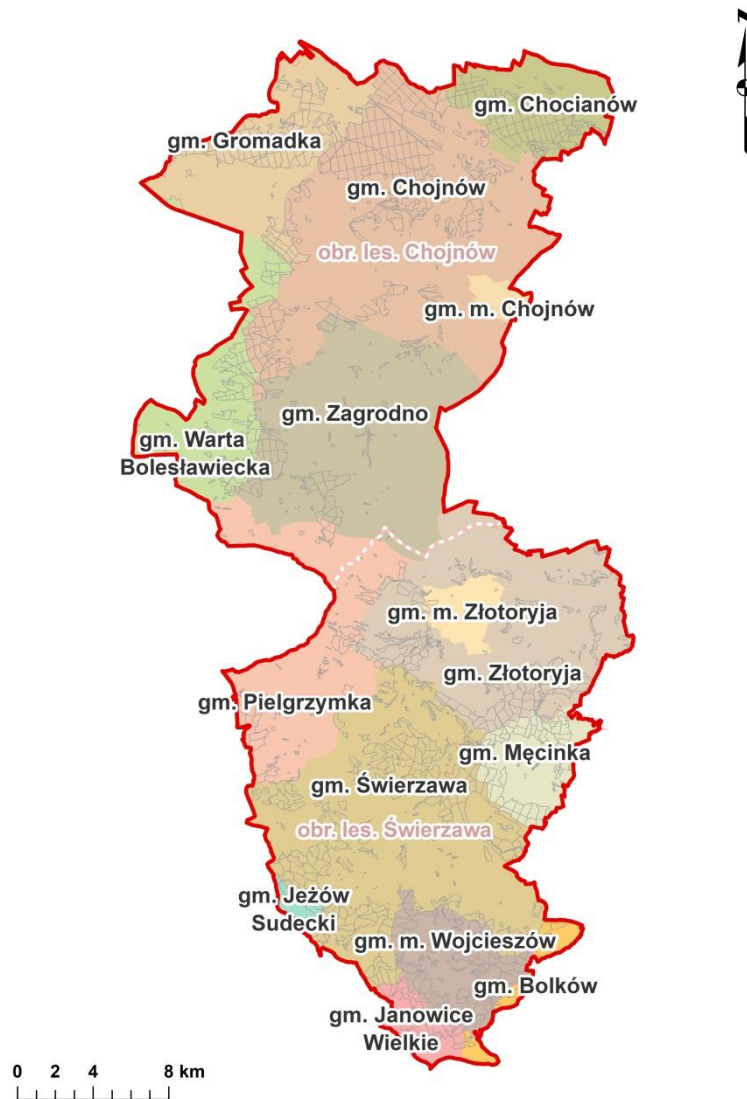 gm. Chocianów
gm. Gromadka
gm. Chojnów
obr. les. Chojnów
gm. m. Chojnów
gm. Zagrodno
gm. Warta
Bolesławiecka
gm. m. Złotoryja
gm. Złotoryja
gm. Pielgrzymka
gm. Męcinka
gm. Świerzawa
obr. les. Świerzawa
gm. Jeżów
Sudecki
gm. m. Wojcieszów
gm. Bolków
gm. Janowice
Wielkie
0 2 4 8 km